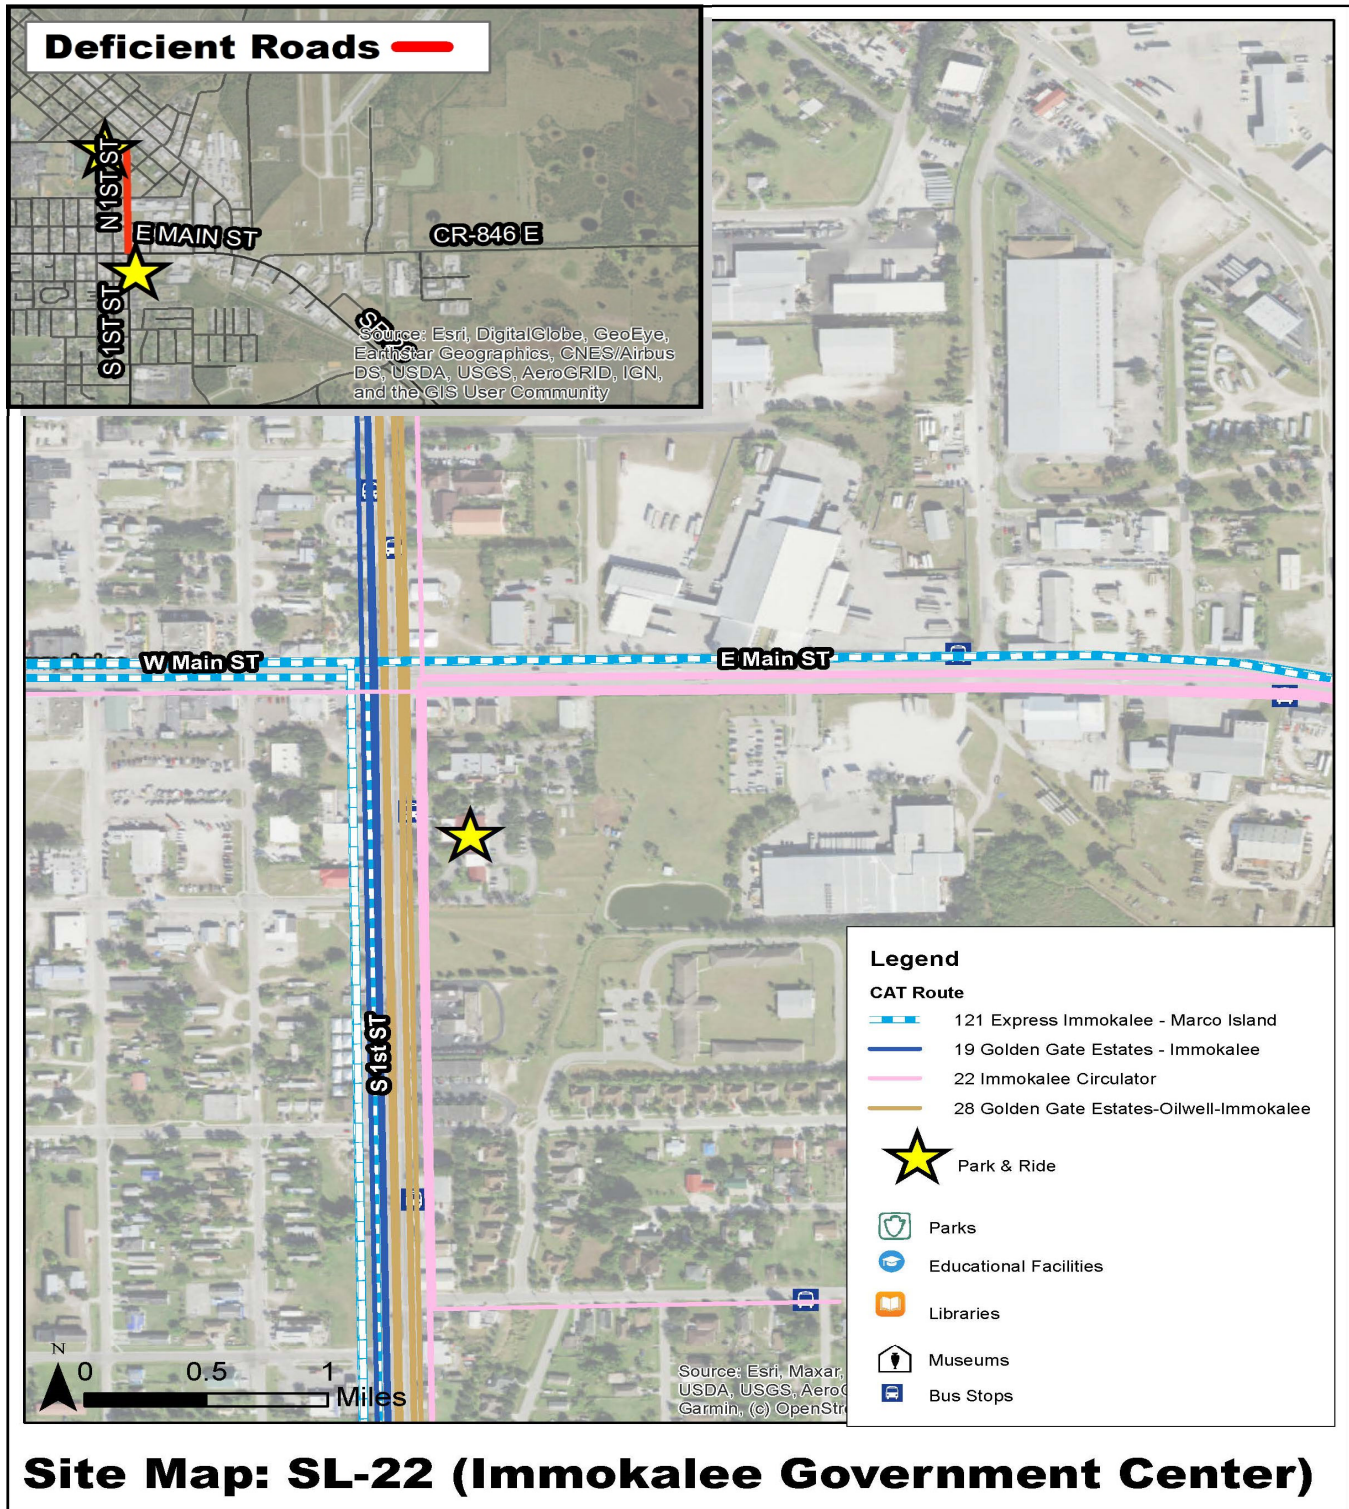 Deficient Roads
N 1ST ST
E MAIN ST
CR-846 E
S 1ST ST
Source: Esri, DigitalGlobe, GeoEye,
Earthstar Geographics, CNES/Airbus
DS, USDA, USGS, AeroGRID, IGN,
and the GIS User Community
W Main ST
E Main ST
S 1st ST
Legend
CAT Route
121 Express Immokalee - Marco Island
19 Golden Gate Estates - Immokalee
22 Immokalee Circulator
28 Golden Gate Estates-Oilwell-Immokalee
Park & Ride
Parks
Educational Facilities
Libraries
Museums
Bus Stops
N
0 0.5 1
Miles
Source: Esri, Maxar,
USDA, USGS,
Garmin, (c)
Site Map: SL-22 (Immokalee Government Center)